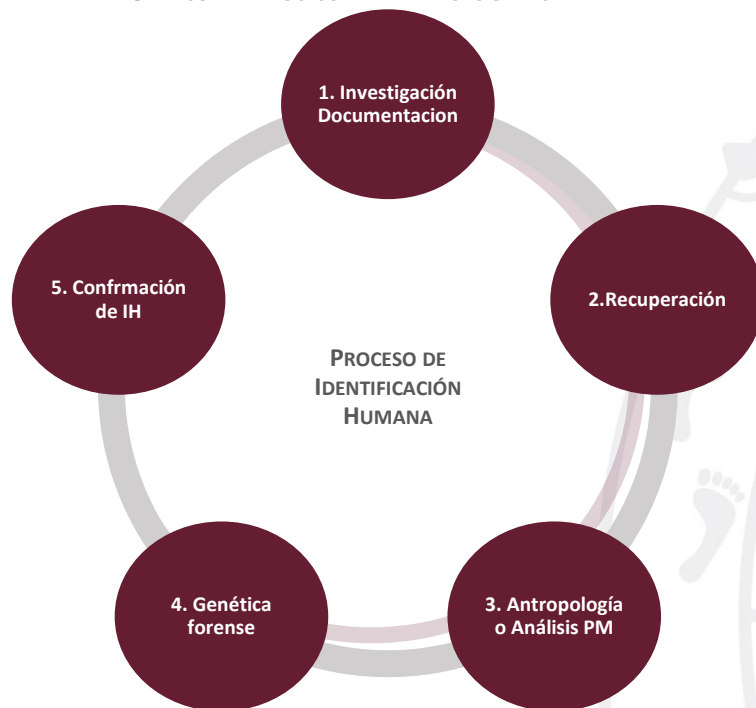 1. Investigación
Documentacion
2.Recuperación
3. Antropología
o Análisis PM
4. Genética
forense
5. Confrmación
de IH
PROCESO DE
IDENTIFICACIÓN
HUMANA